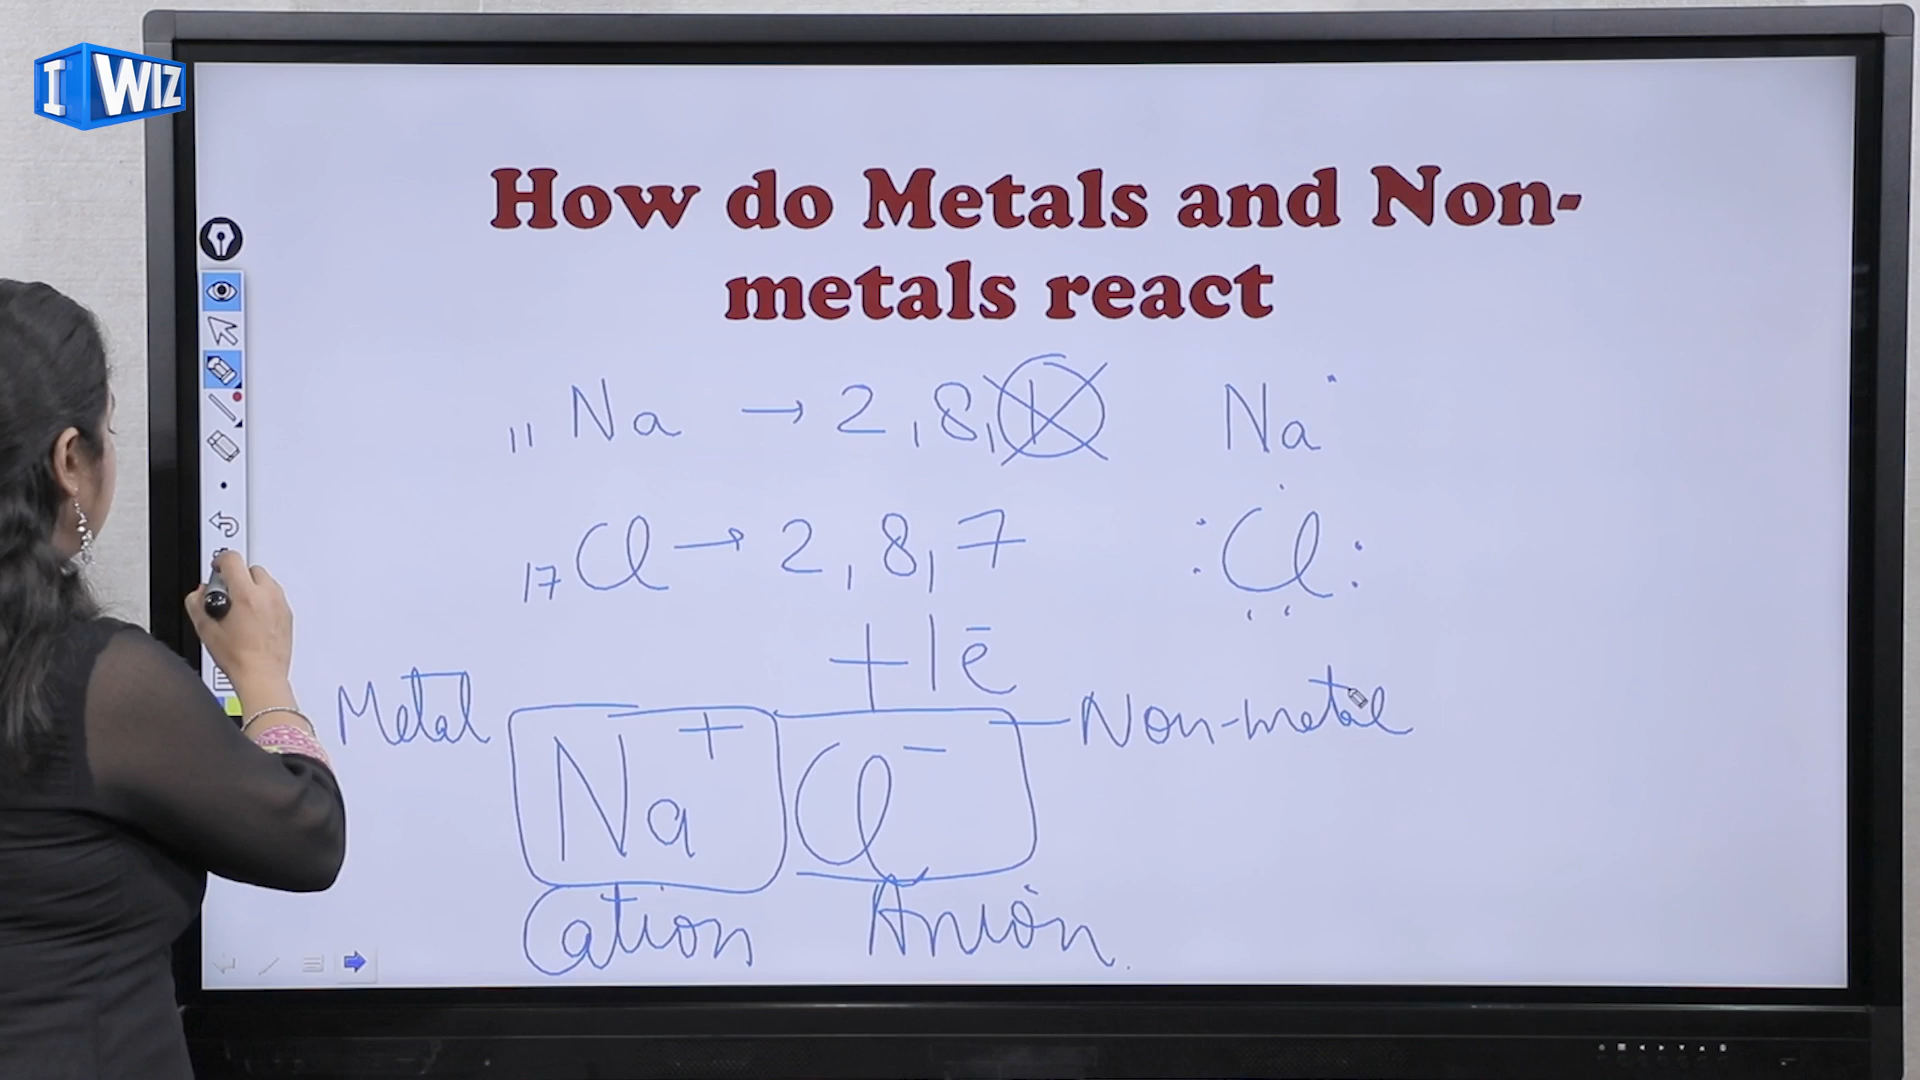 I WIZ
How do Metals and Non-
metals react
11 Na → 2, 8, 1 Na
17 Cl → 2, 8, 7 Cl
+1e̅
Metal Na⁺ Cl⁻ Non-metal
Cation Anion.